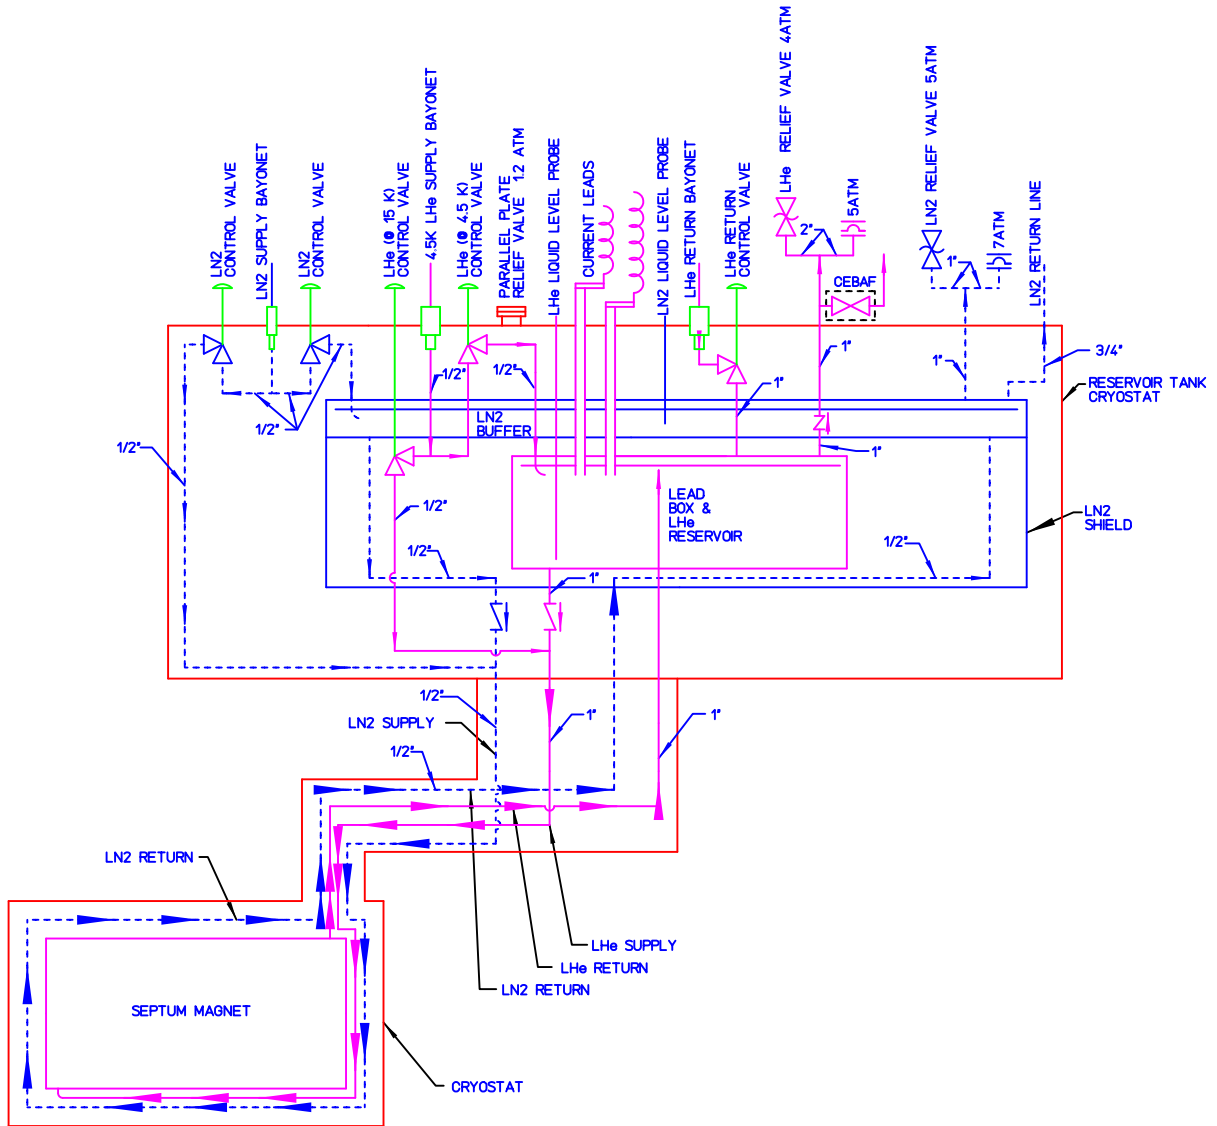 LN2
CONTROL VALVE
LN2 SUPPLY BAYONET
LN2
CONTROL VALVE
LHe (@ 15 K)
CONTROL VALVE
4.5K LHe SUPPLY BAYONET
LHe (@ 4.5 K)
CONTROL VALVE
PARALLEL PLATE
RELIEF VALVE 1.2 ATM
LHe LIQUID LEVEL PROBE
CURRENT LEADS
LN2 LIQUID LEVEL PROBE
LHe RETURN BAYONET
LHe RETURN
CONTROL VALVE
LHe RELIEF VALVE 4ATM
2"
5ATM
CEBAF
LN2 RELIEF VALVE 5ATM
1"
7ATM
LN2 RETURN LINE
1/2"
1/2"
1"
1"
1"
3/4"
RESERVOIR TANK
CRYOSTAT
1/2"
LN2
BUFFER
1/2"
1"
1/2"
LEAD
BOX &
LHe
RESERVOIR
LN2
SHIELD
1/2"
1/2"
1"
1/2"
LN2 SUPPLY
1"
1"
1/2"
LN2 RETURN
LHe SUPPLY
LHe RETURN
LN2 RETURN
SEPTUM MAGNET
CRYOSTAT